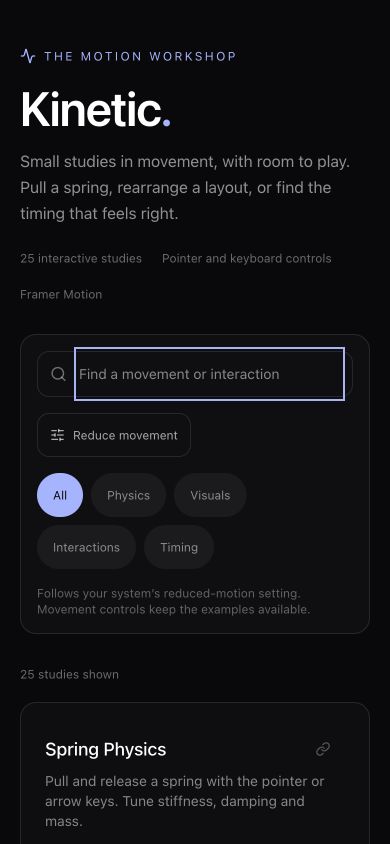 THE MOTION WORKSHOP
Kinetic.
Small studies in movement, with room to play.
Pull a spring, rearrange a layout, or find the
timing that feels right.
25 interactive studies Pointer and keyboard controls
Framer Motion
Find a movement or interaction
Reduce movement
All Physics Visuals
Interactions Timing
Follows your system's reduced-motion setting.
Movement controls keep the examples available.
25 studies shown
Spring Physics
Pull and release a spring with the pointer or
arrow keys. Tune stiffness, damping and
mass.